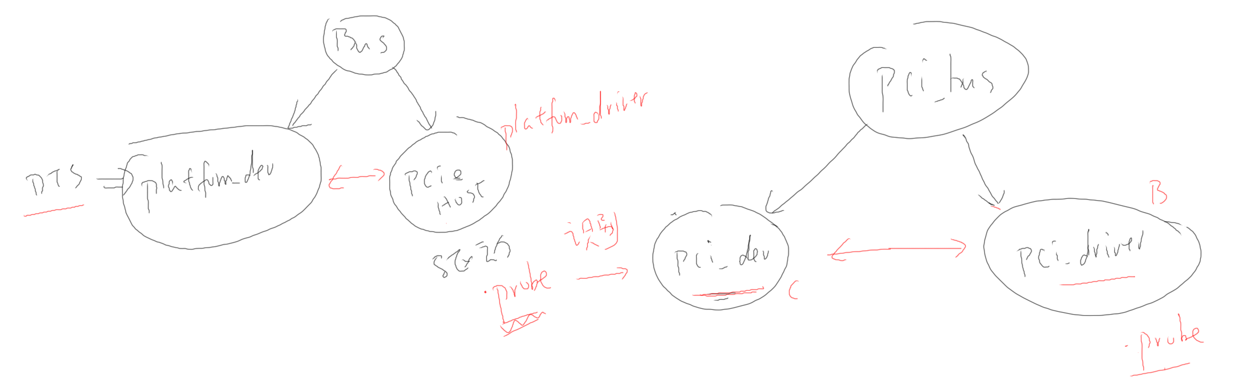 Bus
DTS
platfum_dev
platfum_driver
PCie
Host
驱动
.probe
识别
pci_bus
pci_dev
C
B
pci_driver
.probe